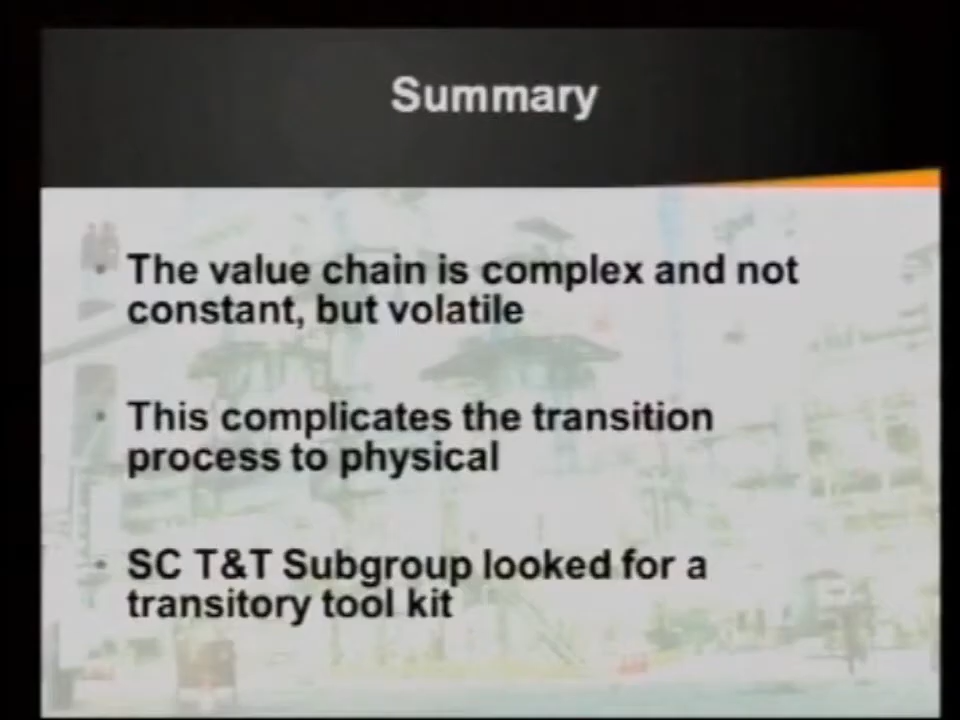 Summary
• The value chain is complex and not
constant, but volatile
• This complicates the transition
process to physical
• SC T&T Subgroup looked for a
transitory tool kit